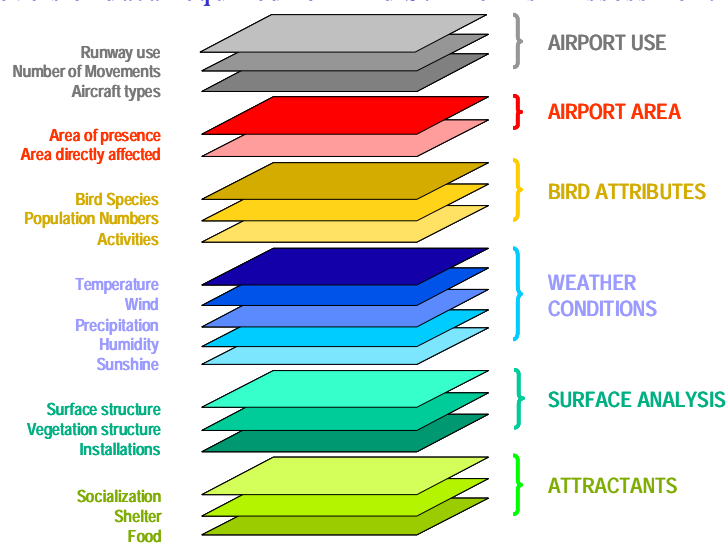 Runway use
Number of Movements
Aircraft types
AIRPORT USE
Area of presence
Area directly affected
AIRPORT AREA
Bird Species
Population Numbers
Activities
BIRD ATTRIBUTES
Temperature
Wind
Precipitation
Humidity
Sunshine
WEATHER
CONDITIONS
Surface structure
Vegetation structure
Installations
SURFACE ANALYSIS
Socialization
Shelter
Food
ATTRACTANTS